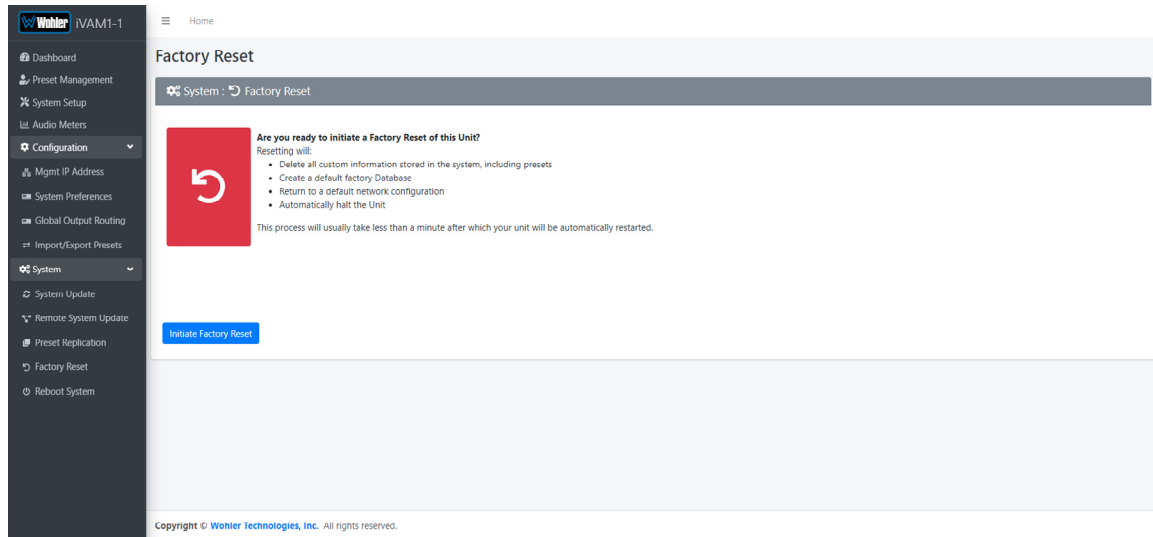 Wohler iVAM1-1
Home
Dashboard
Preset Management
System Setup
Audio Meters
Configuration
Mgmt IP Address
System Preferences
Global Output Routing
Import/Export Presets
System
System Update
Remote System Update
Preset Replication
Factory Reset
Reboot System
Factory Reset
System : Factory Reset
Are you ready to initiate a Factory Reset of this Unit?
Resetting will:
• Delete all custom information stored in the system, including presets
• Create a default factory Database
• Return to a default network configuration
• Automatically halt the Unit
This process will usually take less than a minute after which your unit will be automatically restarted.
Initiate Factory Reset
Copyright © Wohler Technologies, Inc. All rights reserved.